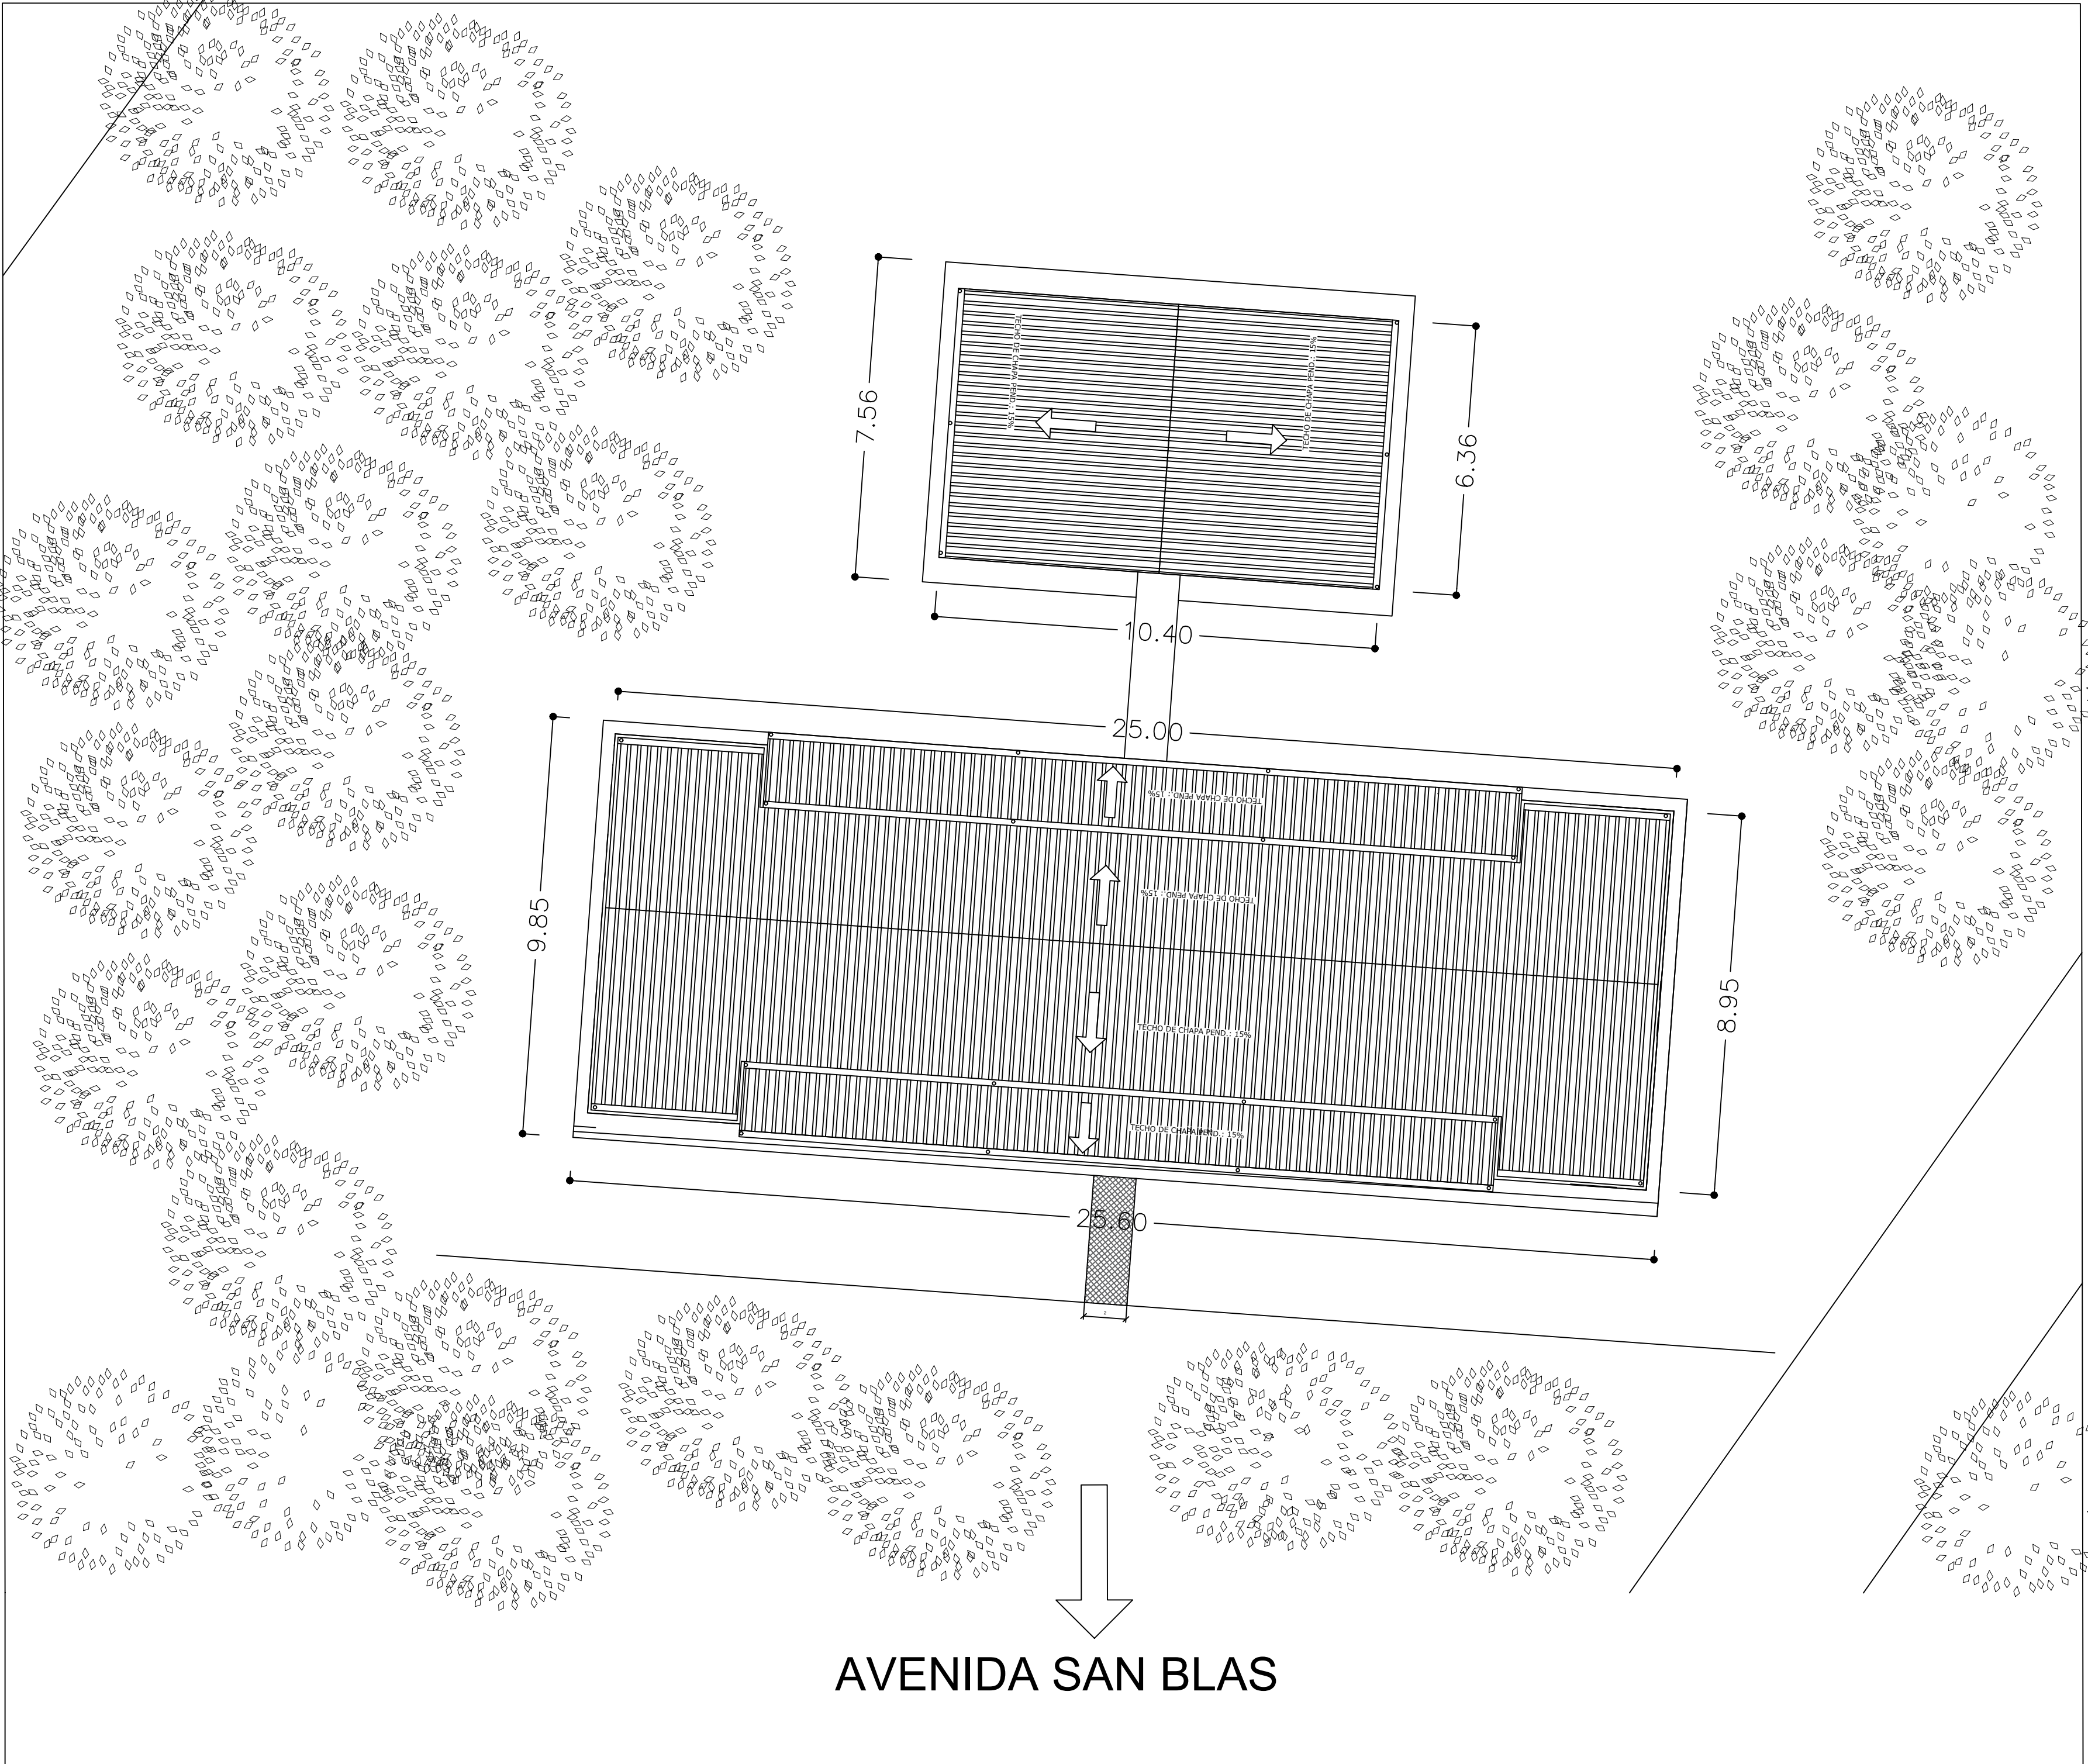 TECHO DE CHAPA PEND.: 15%
TECHO DE CHAPA PEND.: 15%
7.56
6.36
10.40
25.00
TECHO DE CHAPA PEND.: 15%
TECHO DE CHAPA PEND.: 15%
9.85
8.95
TECHO DE CHAPA PEND.: 15%
TECHO DE CHAPA PEND.: 15%
25.60
2
AVENIDA SAN BLAS